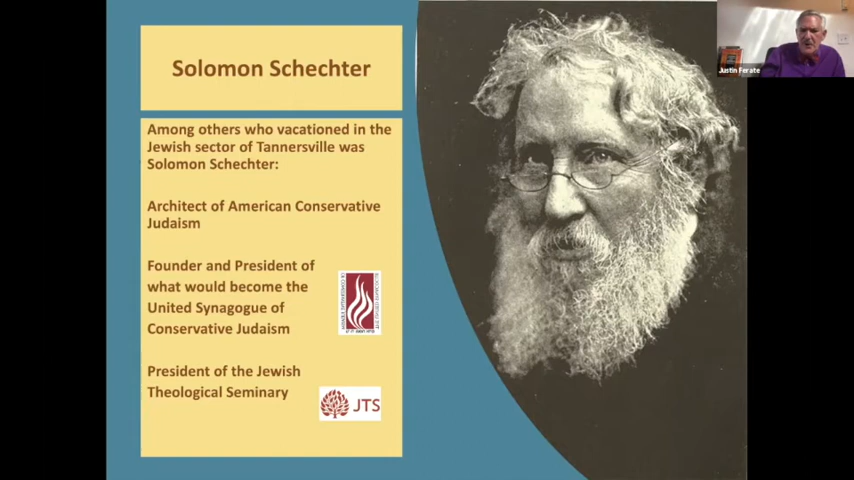 Solomon Schechter
Among others who vacationed in the
Jewish sector of Tannersville was
Solomon Schechter:
Architect of American Conservative
Judaism
Founder and President of
what would become the
United Synagogue of
Conservative Judaism
President of the Jewish
Theological Seminary
JTS
Justin Ferate